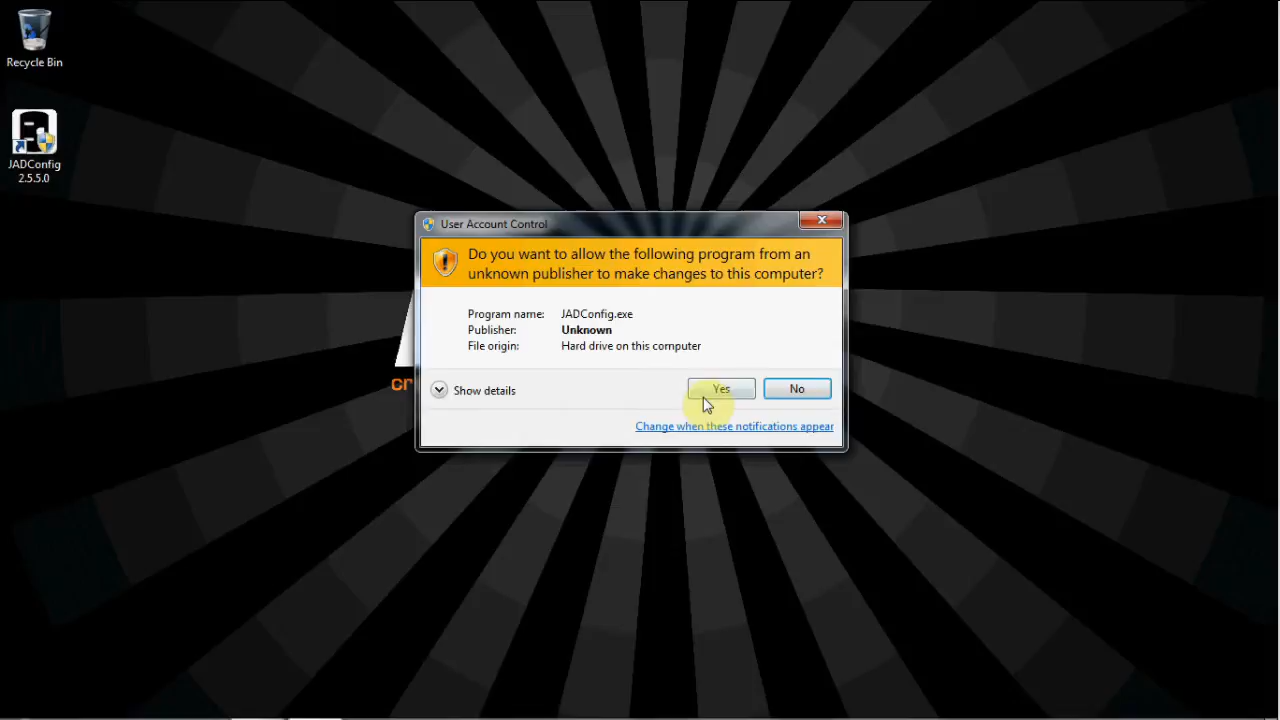 Recycle Bin
JADConfig
2.5.5.0
User Account Control
Do you want to allow the following program from an
unknown publisher to make changes to this computer?
Program name: JADConfig.exe
Publisher: Unknown
File origin: Hard drive on this computer
cr
Show details
Yes
No
Change when these notifications appear